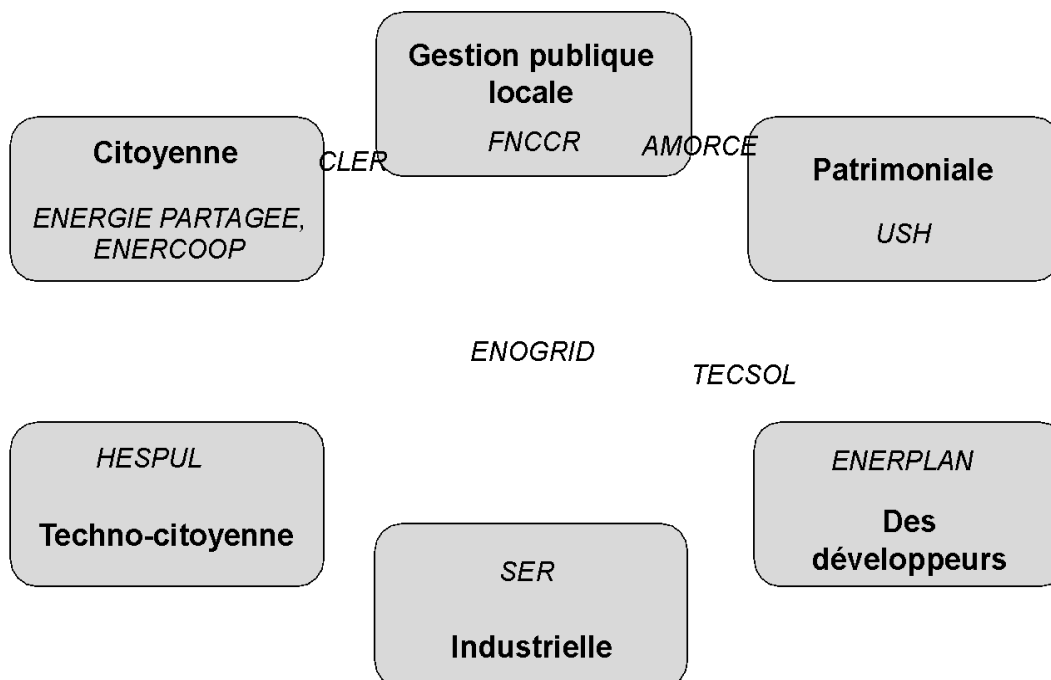 Gestion publique
locale
FNCCR
Citoyenne
ENERGIE PARTAGEE,
ENERCOOP
CLER
AMORCE
Patrimoniale
USH
ENOGRID
TECSOL
HESPUL
Techno-citoyenne
SER
Industrielle
ENERPLAN
Des
développeurs